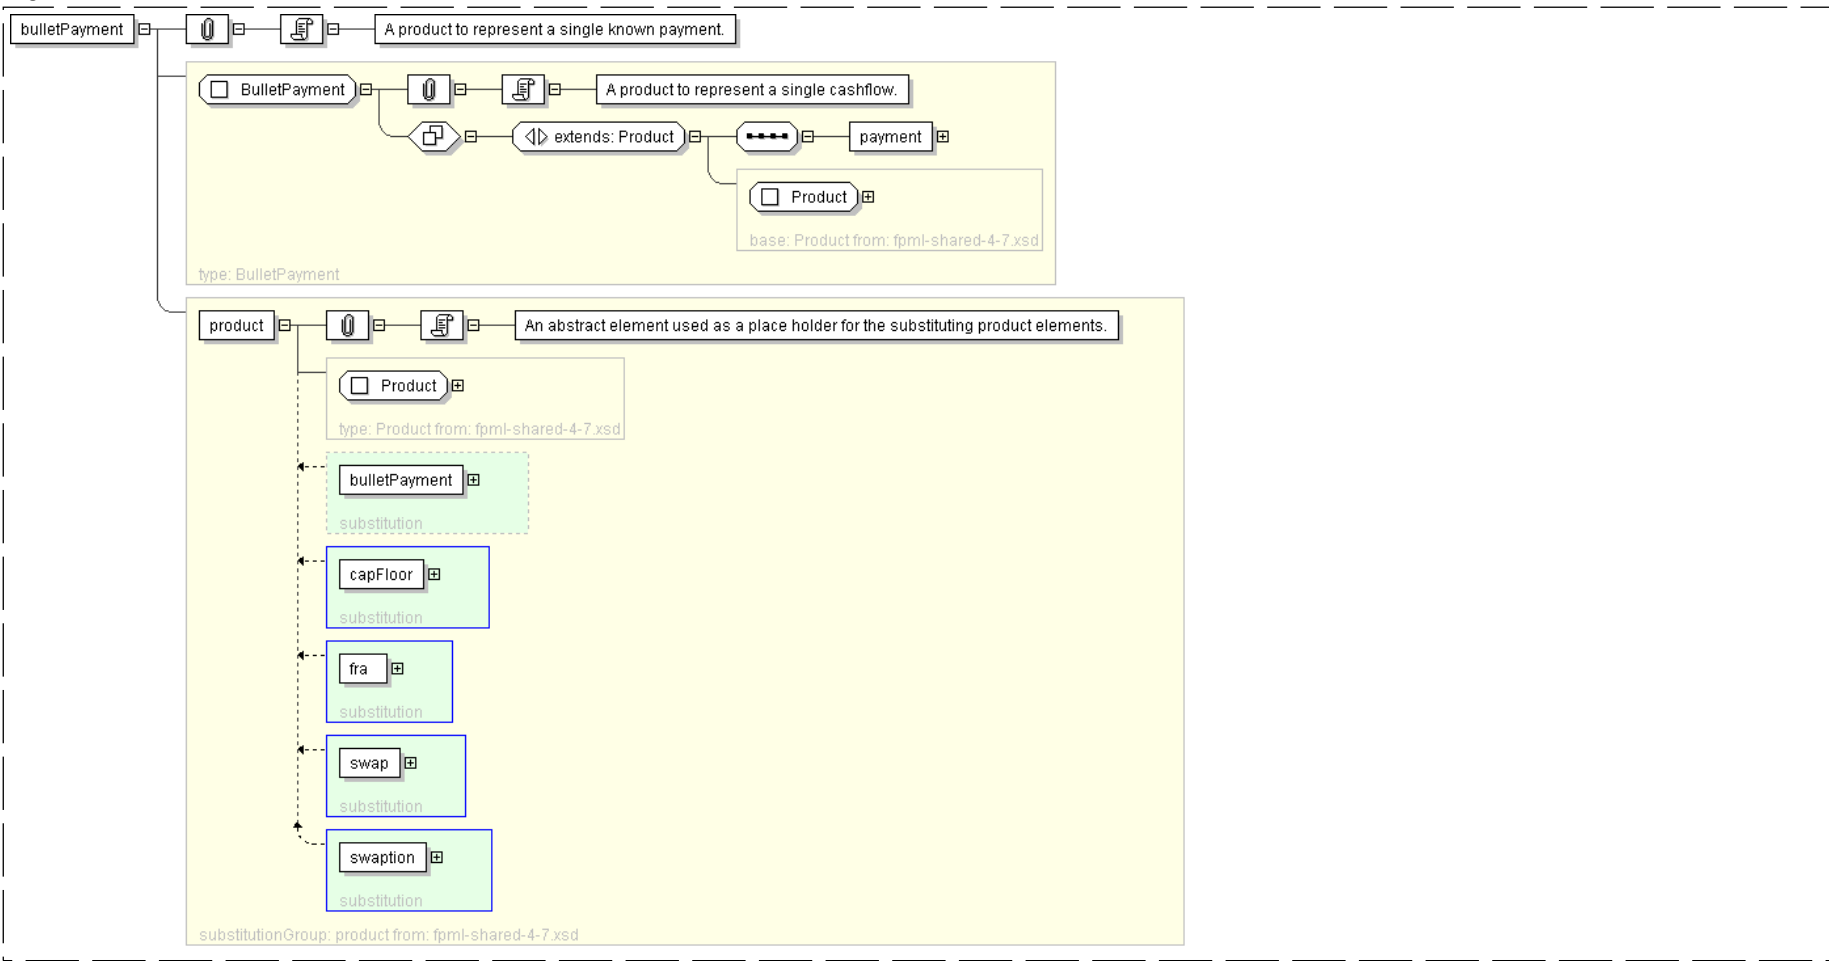 bulletPayment
A product to represent a single known payment.
BulletPayment
A product to represent a single cashflow.
extends: Product
payment
Product
base: Product from: fpml-shared-4-7.xsd
type: BulletPayment
product
An abstract element used as a place holder for the substituting product elements.
Product
type: Product from: fpml-shared-4-7.xsd
bulletPayment
substitution
capFloor
substitution
fra
substitution
swap
substitution
swaption
substitution
substitutionGroup: product from: fpml-shared-4-7.xsd